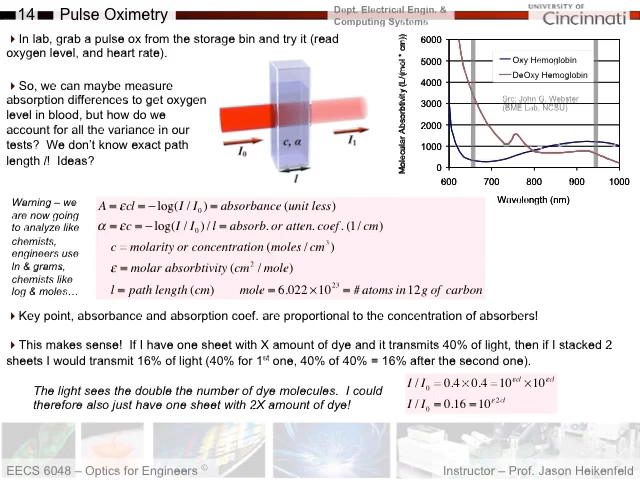 14 Pulse Oximetry
Dept. Electrical Engin. &
Computing Systems
UNIVERSITY OF
Cincinnati
In lab, grab a pulse ox from the storage bin and try it (read
oxygen level, and heart rate).
So, we can maybe measure
absorption differences to get oxygen
level in blood, but how do we
account for all the variance in our
tests? We don't know exact path
length l! Ideas?
c, α
I₀
I₁
l
Molecular Absorbtivity (L/(mol * cm))
6000
5000
4000
3000
2000
1000
0
Oxy Hemoglobin
DeOxy Hemoglobin
Src: John G. Webster
(BME Lab, NCSU)
600 700 800 900 1000
Wavelength (nm)
Warning – we
are now going
to analyze like
chemists,
engineers use
ln & grams,
chemists like
log & moles…
A = εcl = −log(I / I₀) = absorbance (unit less)
α = εc = −log(I / I₀) / l = absorb. or atten. coef. (1/ cm)
c = molarity or concentration (moles / cm³)
ε = molar absorbtivity (cm² / mole)
l = path length (cm) mole = 6.022×10²³ = # atoms in 12g of carbon
Key point, absorbance and absorption coef. are proportional to the concentration of absorbers!
This makes sense! If I have one sheet with X amount of dye and it transmits 40% of light, then if I stacked 2
sheets I would transmit 16% of light (40% for 1st one, 40% of 40% = 16% after the second one).
The light sees the double the number of dye molecules. I could
therefore also just have one sheet with 2X amount of dye!
I / I₀ = 0.4×0.4 = 10^εcl ×10^εcl
I / I₀ = 0.16 = 10^ε2cl
EECS 6048 – Optics for Engineers ©
Instructor – Prof. Jason Heikenfeld